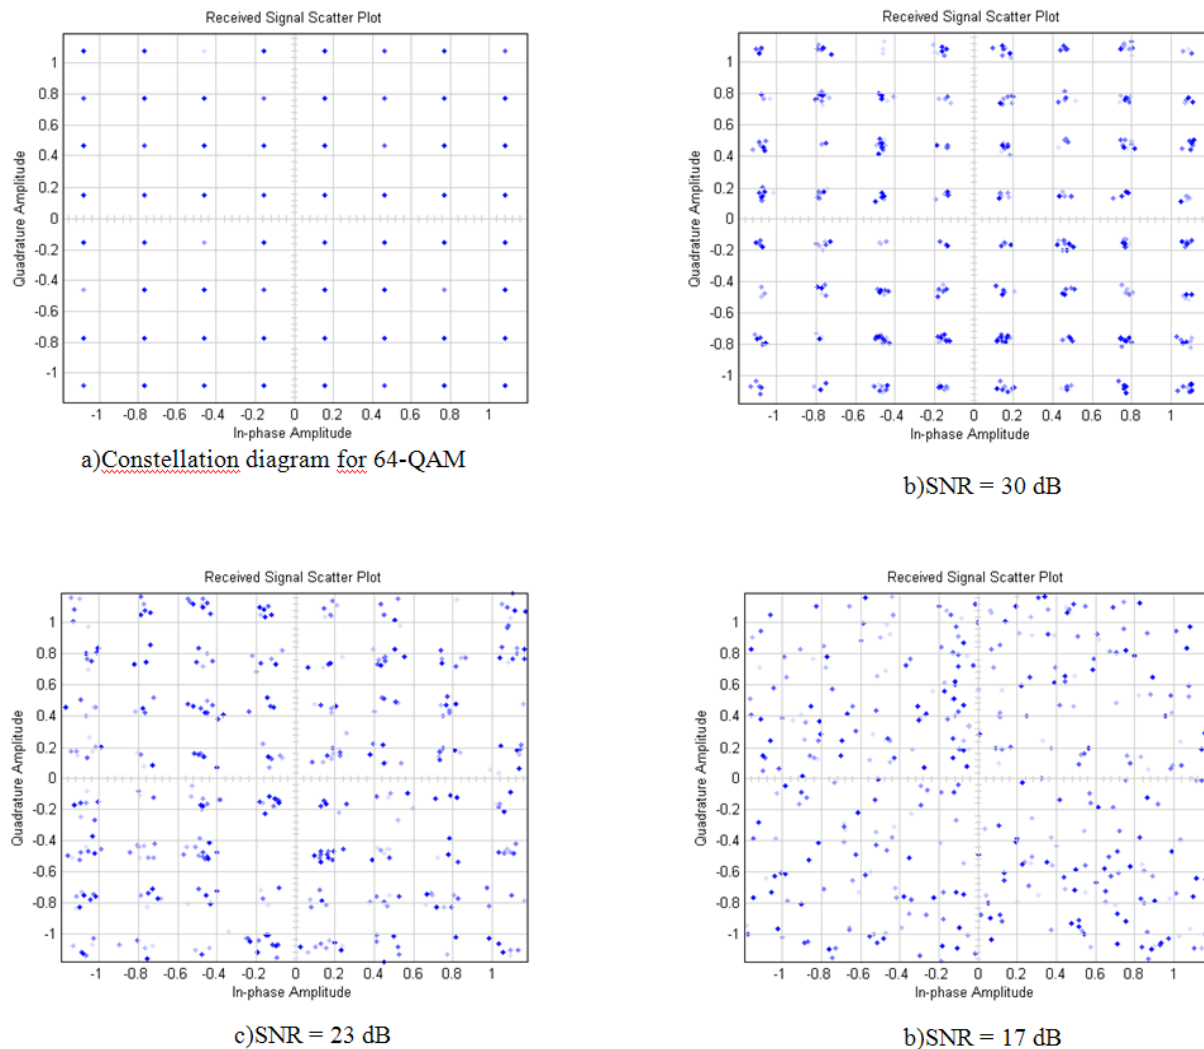 Received Signal Scatter Plot
Quadrature Amplitude
1
0.8
0.6
0.4
0.2
0
-0.2
-0.4
-0.6
-0.8
-1
-1 -0.8 -0.6 -0.4 -0.2 0 0.2 0.4 0.6 0.8 1
In-phase Amplitude
a)Constellation diagram for 64-QAM
Received Signal Scatter Plot
Quadrature Amplitude
1
0.8
0.6
0.4
0.2
0
-0.2
-0.4
-0.6
-0.8
-1
-1 -0.8 -0.6 -0.4 -0.2 0 0.2 0.4 0.6 0.8 1
In-phase Amplitude
b)SNR = 30 dB
Received Signal Scatter Plot
Quadrature Amplitude
1
0.8
0.6
0.4
0.2
0
-0.2
-0.4
-0.6
-0.8
-1
-1 -0.8 -0.6 -0.4 -0.2 0 0.2 0.4 0.6 0.8 1
In-phase Amplitude
c)SNR = 23 dB
Received Signal Scatter Plot
Quadrature Amplitude
1
0.8
0.6
0.4
0.2
0
-0.2
-0.4
-0.6
-0.8
-1
-1 -0.8 -0.6 -0.4 -0.2 0 0.2 0.4 0.6 0.8 1
In-phase Amplitude
b)SNR = 17 dB